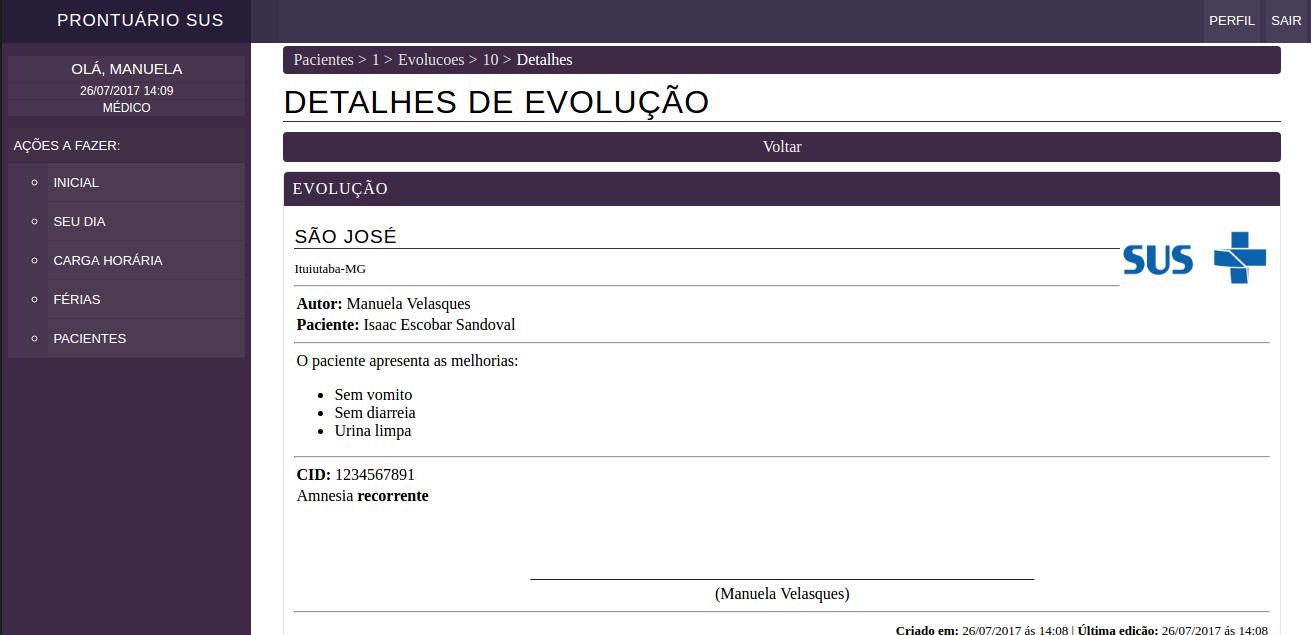 PRONTUÁRIO SUS
PERFIL SAIR
OLÁ, MANUELA
26/07/2017 14:09
MÉDICO
AÇÕES A FAZER:
INICIAL
SEU DIA
CARGA HORÁRIA
FÉRIAS
PACIENTES
Pacientes > 1 > Evolucoes > 10 > Detalhes
DETALHES DE EVOLUÇÃO
Voltar
EVOLUÇÃO
SÃO JOSÉ
SUS
Ituiutaba-MG
Autor: Manuela Velasques
Paciente: Isaac Escobar Sandoval
O paciente apresenta as melhorias:
Sem vomito
Sem diarreia
Urina limpa
CID: 1234567891
Amnesia recorrente
(Manuela Velasques)
Criado em: 26/07/2017 ás 14:08 | Última edição: 26/07/2017 ás 14:08